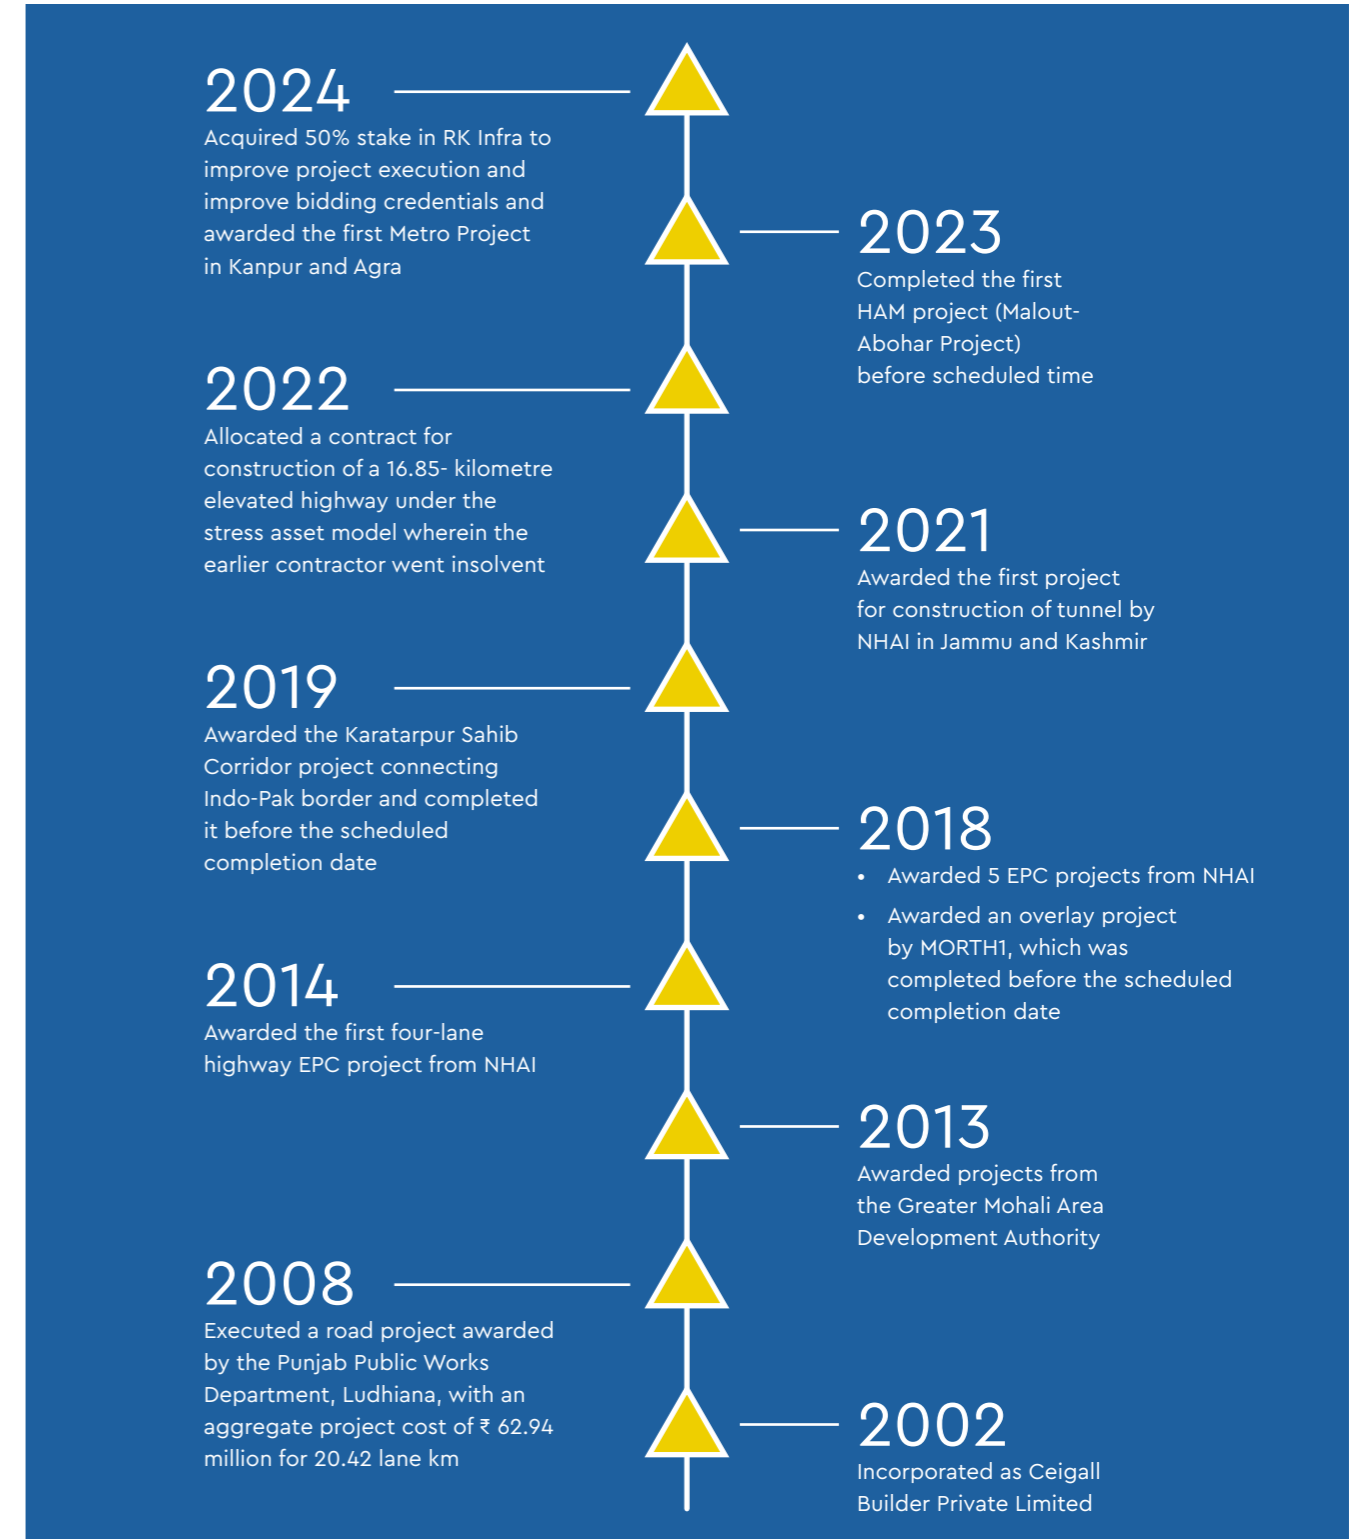 2024
Acquired 50% stake in RK Infra to
improve project execution and
improve bidding credentials and
awarded the first Metro Project
in Kanpur and Agra
2023
Completed the first
HAM project (Malout-
Abohar Project)
before scheduled time
2022
Allocated a contract for
construction of a 16.85- kilometre
elevated highway under the
stress asset model wherein the
earlier contractor went insolvent
2021
Awarded the first project
for construction of tunnel by
NHAI in Jammu and Kashmir
2019
Awarded the Karatarpur Sahib
Corridor project connecting
Indo-Pak border and completed
it before the scheduled
completion date
2018
• Awarded 5 EPC projects from NHAI
• Awarded an overlay project
by MORTH1, which was
completed before the scheduled
completion date
2014
Awarded the first four-lane
highway EPC project from NHAI
2013
Awarded projects from
the Greater Mohali Area
Development Authority
2008
Executed a road project awarded
by the Punjab Public Works
Department, Ludhiana, with an
aggregate project cost of ₹ 62.94
million for 20.42 lane km
2002
Incorporated as Ceigall
Builder Private Limited